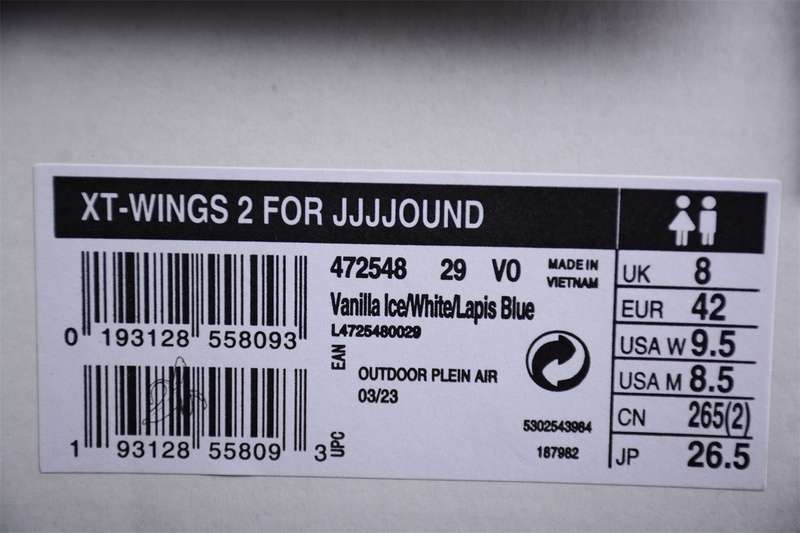 XT-WINGS 2 FOR JJJJOUND
472548 29 V0 MADE IN VIETNAM
Vanilla Ice/White/Lapis Blue
L4725480029
0 193128 558093
EAN
OUTDOOR PLEIN AIR
03/23
5302543984
187982
1 93128 55809 3
UPC
UK 8
EUR 42
USA W 9.5
USA M 8.5
CN 265(2)
JP 26.5